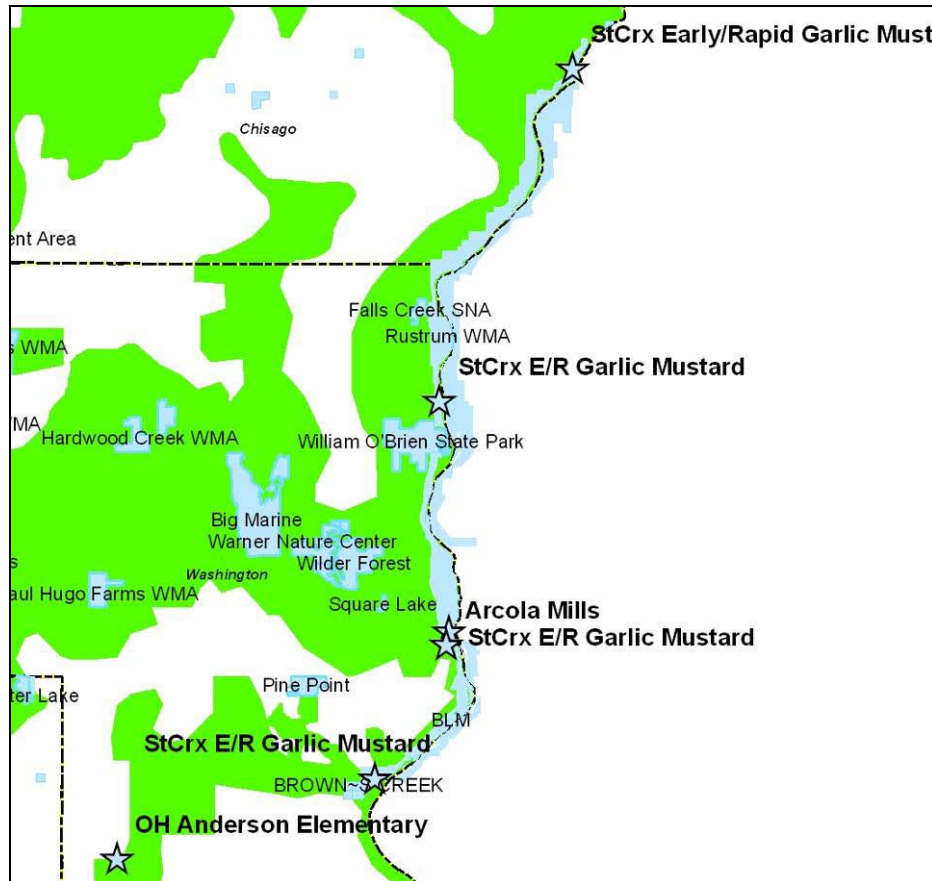 StCrx Early/Rapid Garlic Must
Chisago
ent Area
Falls Creek SNA
Rustrum WMA
s WMA
StCrx E/R Garlic Mustard
WMA
Hardwood Creek WMA
William O'Brien State Park
Big Marine
Warner Nature Center
s
Wilder Forest
Washington
aul Hugo Farms WMA
Square Lake
Arcola Mills
StCrx E/R Garlic Mustard
Pine Point
ter Lake
BLM
StCrx E/R Garlic Mustard
BROWN~S CREEK
OH Anderson Elementary